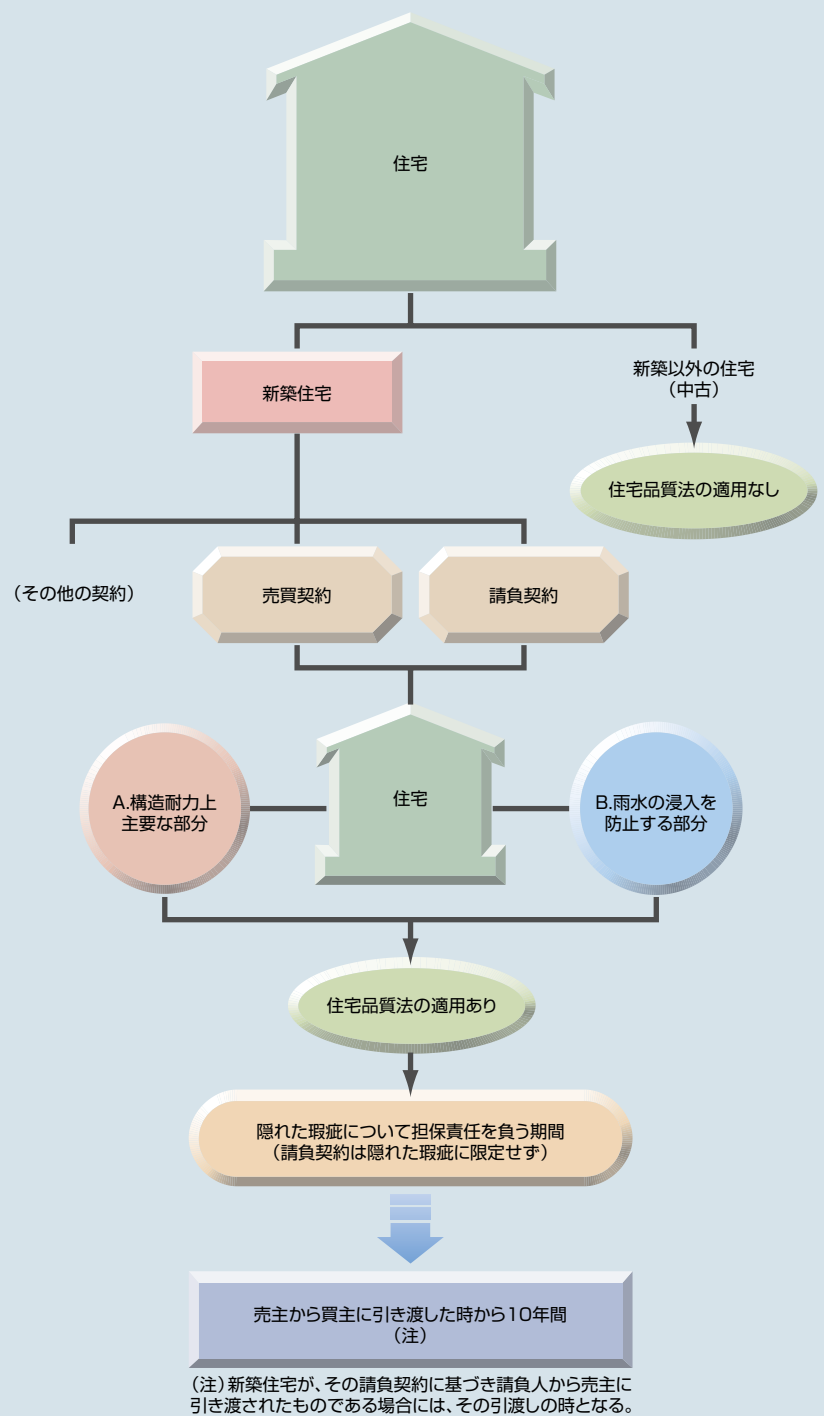 住宅
新築住宅
新築以外の住宅
（中古）
住宅品質法の適用なし
（その他の契約）
売買契約
請負契約
A.構造耐力上
主要な部分
住宅
B.雨水の浸入を
防止する部分
住宅品質法の適用あり
隠れた瑕疵について担保責任を負う期間
（請負契約は隠れた瑕疵に限定せず）
売主から買主に引き渡した時から10年間
（注）
（注）新築住宅が、その請負契約に基づき請負人から売主に
引き渡されたものである場合には、その引渡しの時となる。